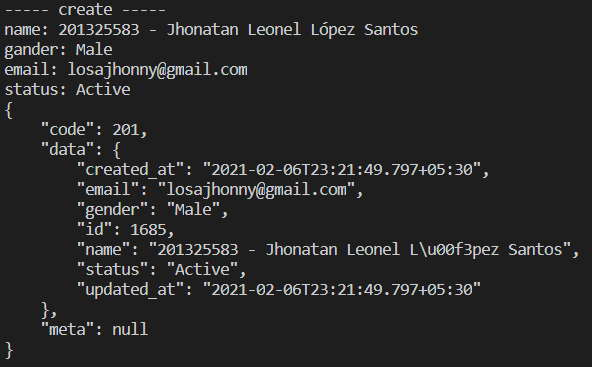 ----- create -----
name: 201325583 - Jhonatan Leonel López Santos
gander: Male
email: losajhonny@gmail.com
status: Active
{
    "code": 201,
    "data": {
        "created_at": "2021-02-06T23:21:49.797+05:30",
        "email": "losajhonny@gmail.com",
        "gender": "Male",
        "id": 1685,
        "name": "201325583 - Jhonatan Leonel L\u00f3pez Santos",
        "status": "Active",
        "updated_at": "2021-02-06T23:21:49.797+05:30"
    },
    "meta": null
}